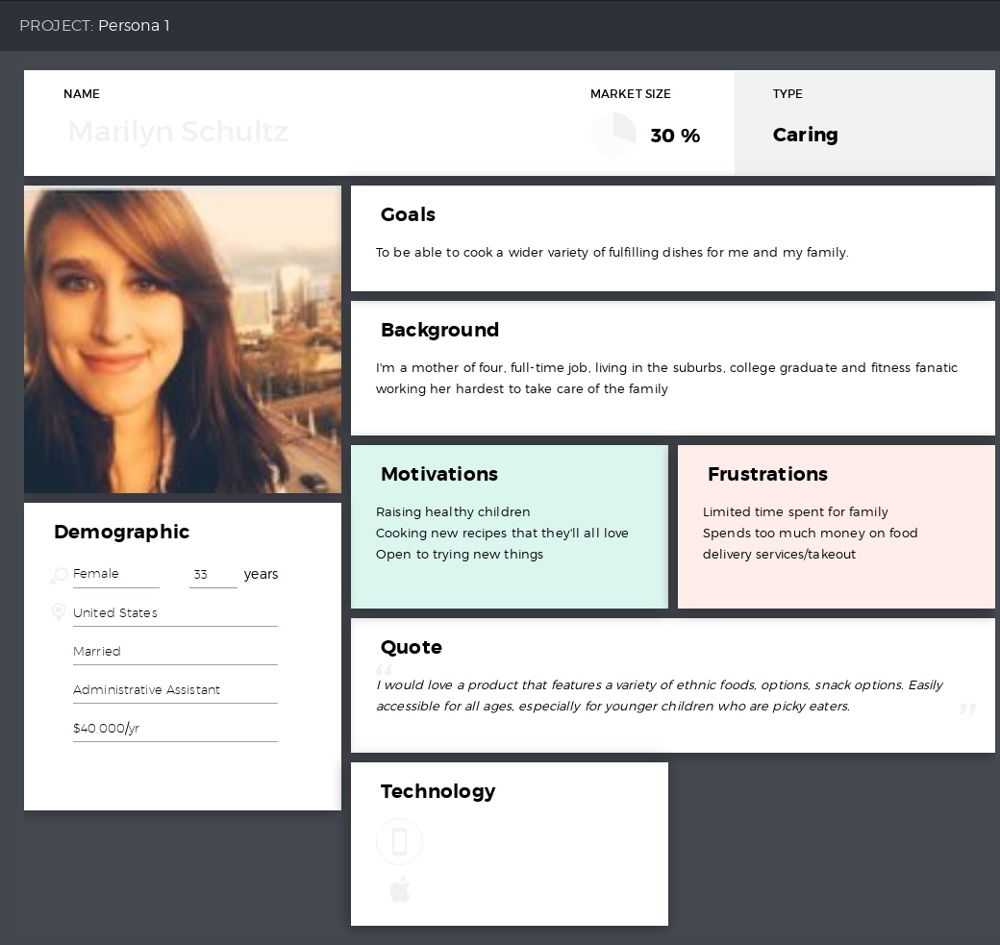 PROJECT: Persona 1
NAME
Marilyn Schultz
MARKET SIZE
30 %
TYPE
Caring
Goals
To be able to cook a wider variety of fulfilling dishes for me and my family.
Background
I'm a mother of four, full-time job, living in the suburbs, college graduate and fitness fanatic
working her hardest to take care of the family
Motivations
Raising healthy children
Cooking new recipes that they'll all love
Open to trying new things
Frustrations
Limited time spent for family
Spends too much money on food
delivery services/takeout
Demographic
Female 33 years
United States
Married
Administrative Assistant
$40,000/yr
Quote
“
I would love a product that features a variety of ethnic foods, options, snack options. Easily
accessible for all ages, especially for younger children who are picky eaters.
”
Technology